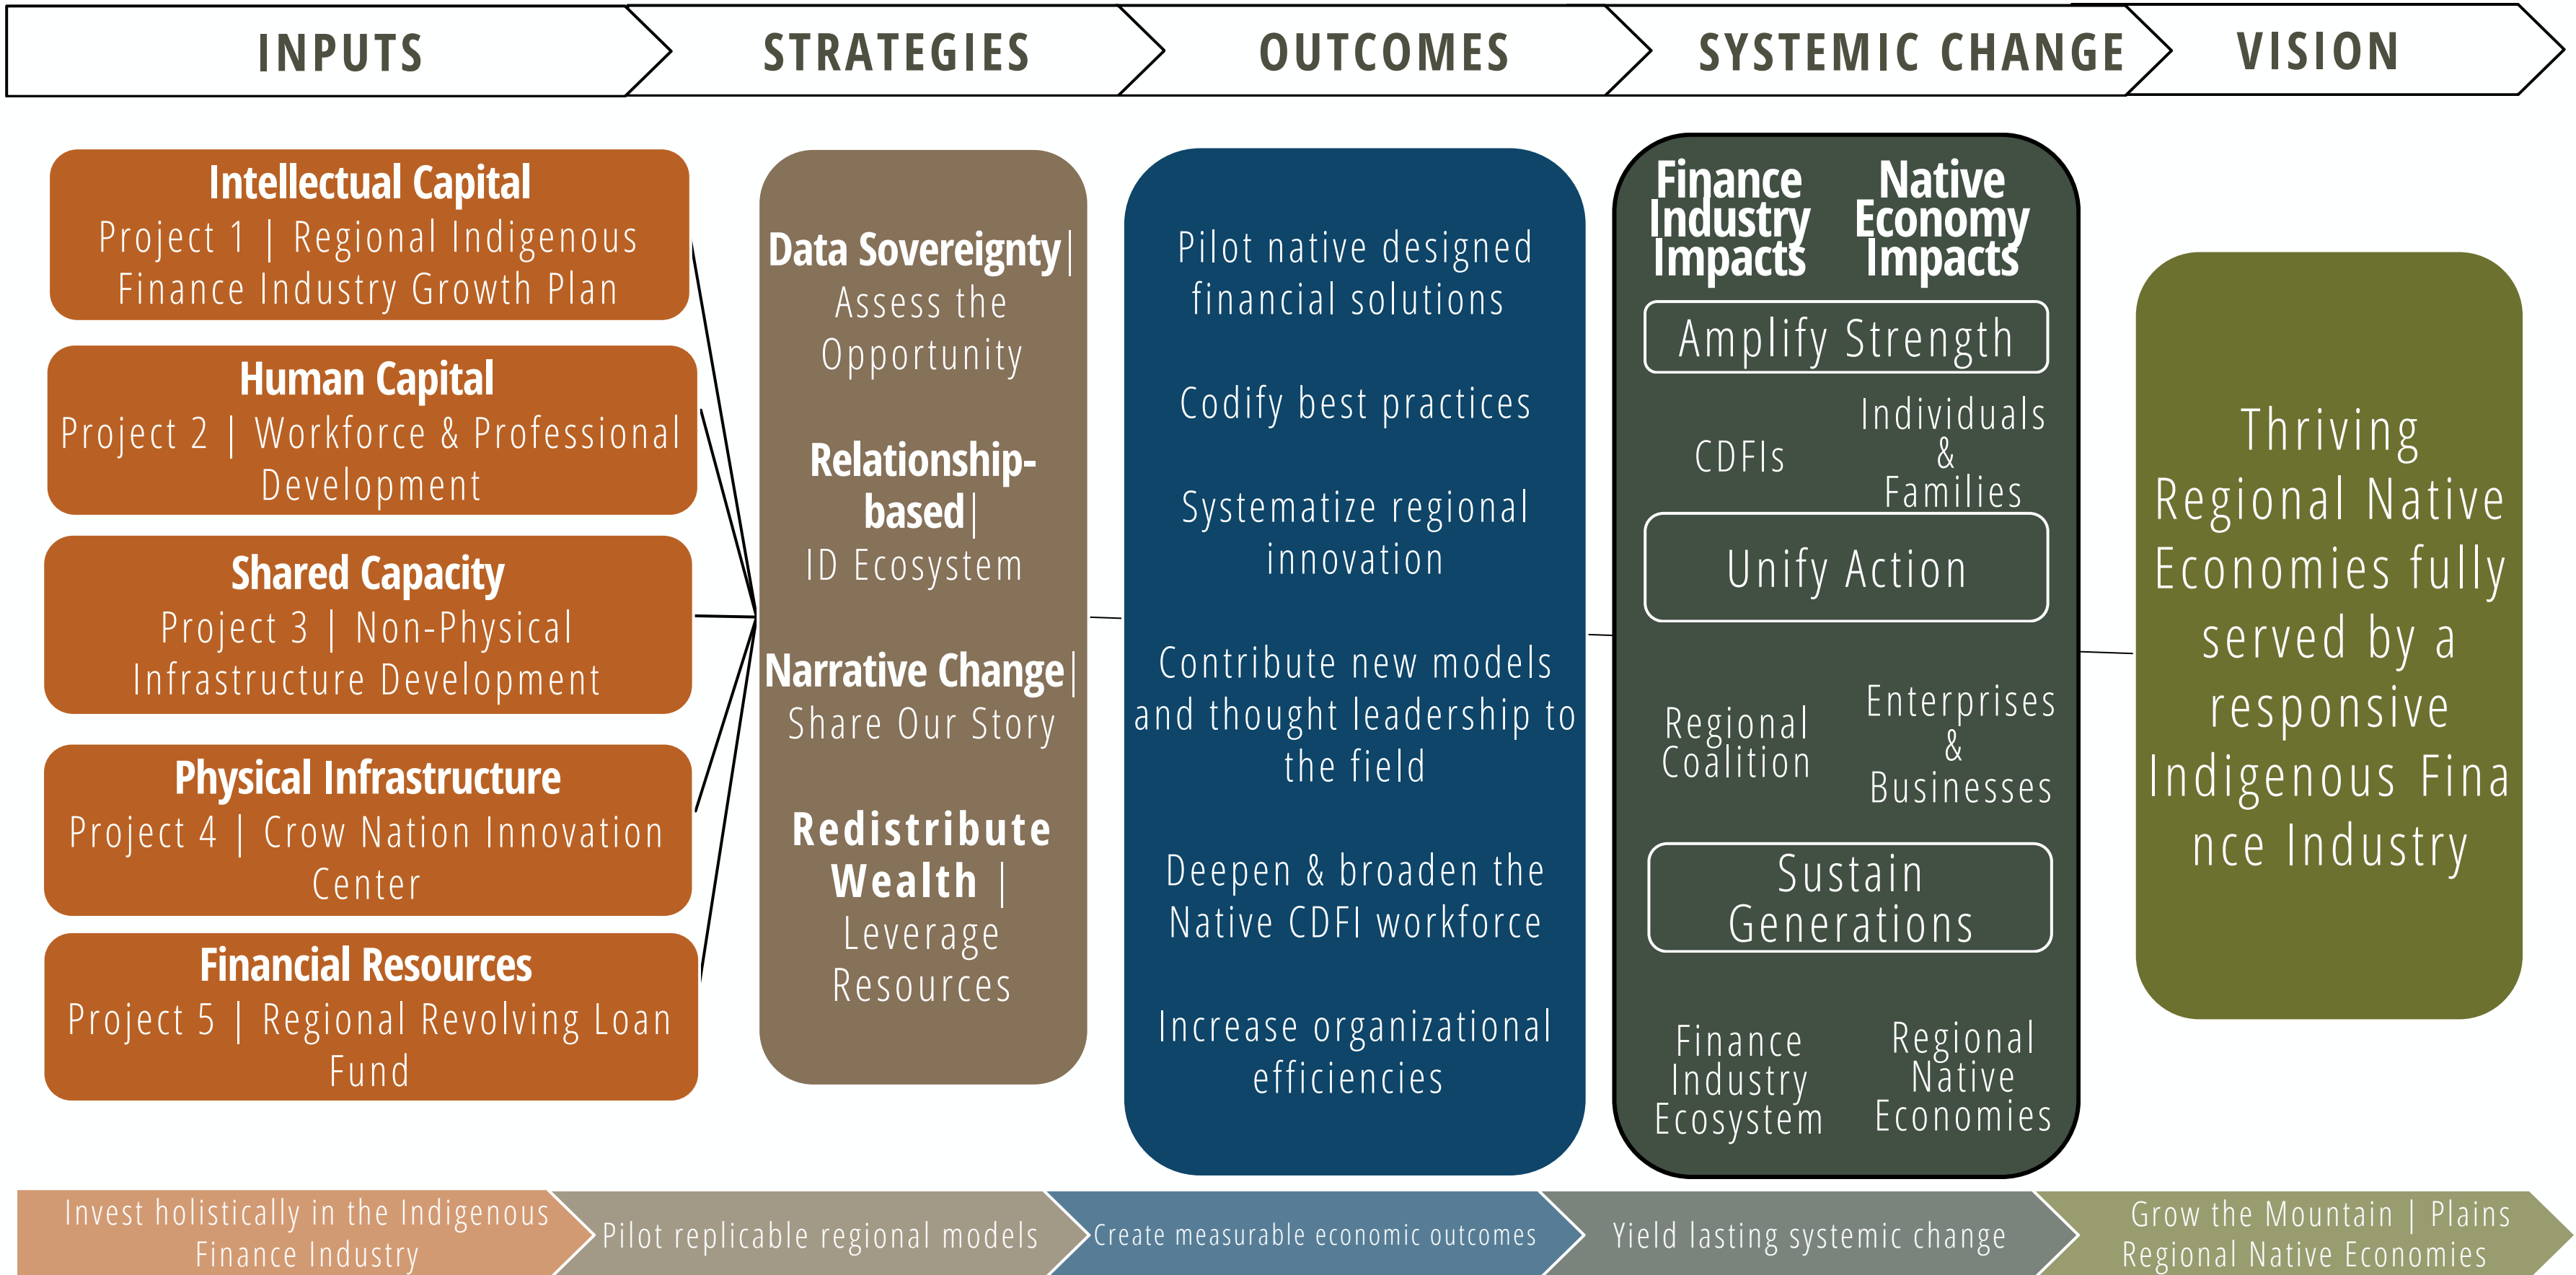 INPUTS
STRATEGIES
OUTCOMES
SYSTEMIC CHANGE
VISION
Intellectual Capital
Project 1 | Regional Indigenous
Finance Industry Growth Plan
Human Capital
Project 2 | Workforce & Professional
Development
Shared Capacity
Project 3 | Non-Physical
Infrastructure Development
Physical Infrastructure
Project 4 | Crow Nation Innovation
Center
Financial Resources
Project 5 | Regional Revolving Loan
Fund
Data Sovereignty|
Assess the
Opportunity
Relationship-
based|
ID Ecosystem
Narrative Change|
Share Our Story
Redistribute
Wealth |
Leverage
Resources
Pilot native designed
financial solutions
Codify best practices
Systematize regional
innovation
Contribute new models
and thought leadership to
the field
Deepen & broaden the
Native CDFI workforce
Increase organizational
efficiencies
Finance
Industry
Impacts
Native
Economy
Impacts
Amplify Strength
CDFIs
Individuals
&
Families
Unify Action
Regional
Coalition
Enterprises
&
Businesses
Sustain
Generations
Finance
Industry
Ecosystem
Regional
Native
Economies
Thriving
Regional Native
Economies fully
served by a
responsive
Indigenous Fina
nce Industry
Invest holistically in the Indigenous
Finance Industry
Pilot replicable regional models
Create measurable economic outcomes
Yield lasting systemic change
Grow the Mountain | Plains
Regional Native Economies